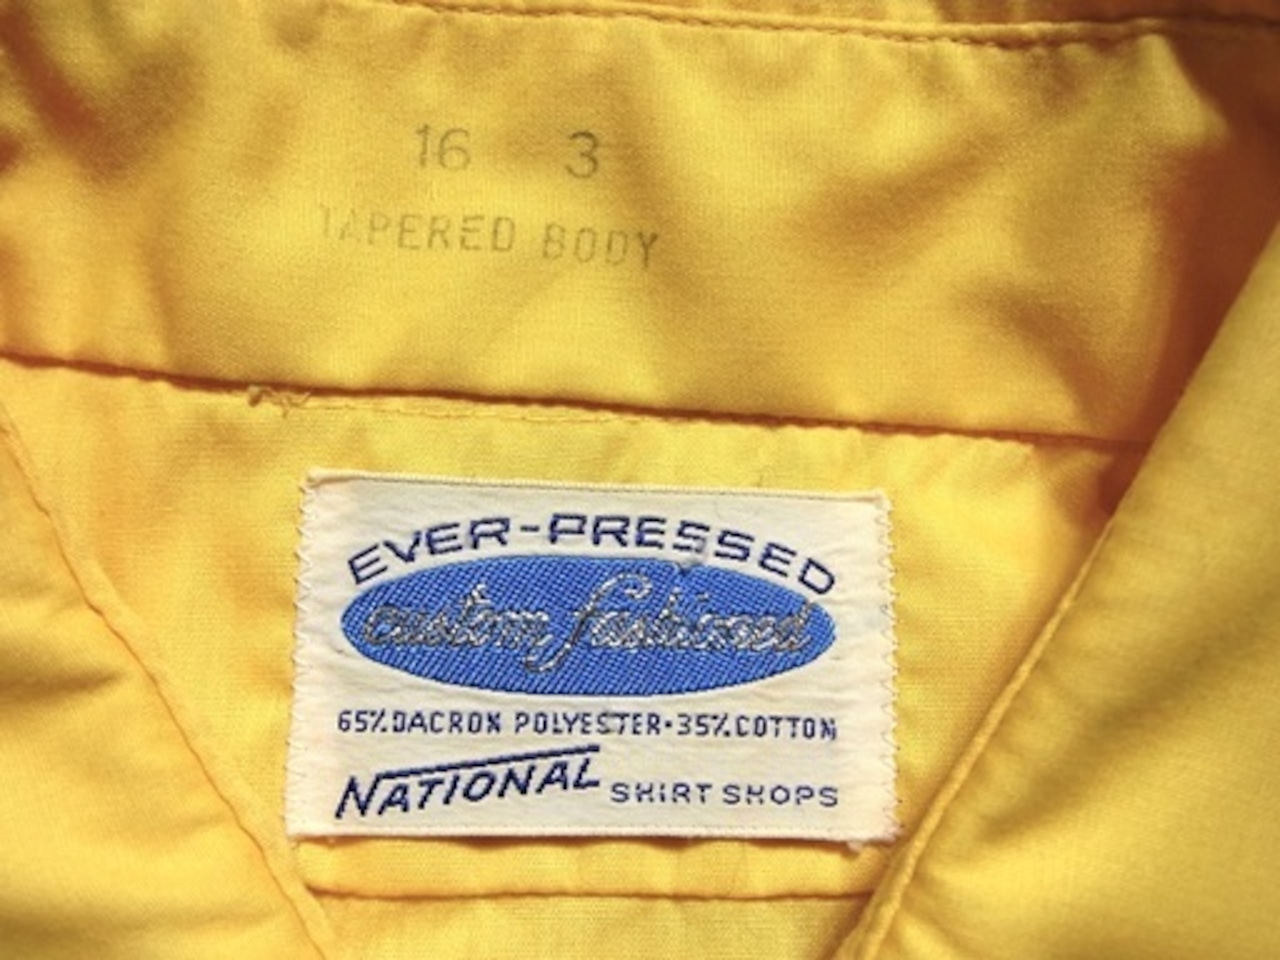 16 3
TAPERED BODY
EVER-PRESSED
custom fashioned
65% DACRON POLYESTER·35% COTTON
NATIONAL SHIRT SHOPS